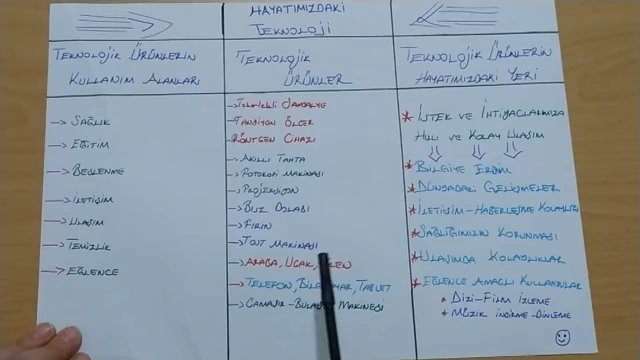 HAYATIMIZDAKİ
TEKNOLOJİ
TEKNOLOJİK ÜRÜNLERİN
KULLANIM ALANLARI
SAĞLIK
EĞİTİM
BESLENME
İLETİŞİM
ULAŞIM
TEMİZLİK
EĞLENCE
TEKNOLOJİK
ÜRÜNLER
TEKERLEKLİ SANDALYE
TANSİYON ÖLÇER
RÖNTGEN CİHAZI
AKILLI TAHTA
FOTOKOPİ MAKİNASI
PROJEKSİYON
BUZ DOLABI
FIRIN
TOST MAKİNASI
ARABA, UÇAK,
TELEFON, TABLET
ÇAMAŞIR - MAKİNESİ
TEKNOLOJİK ÜRÜNLERİN
HAYATIMIZDAKİ YERİ
* İSTEK VE İHTİYAÇLARIMIZA
HIZLI VE KOLAY ULAŞIM
* BİLGİYE ERİŞİM
* DÜNYADAKİ GELİŞMELER
* İLETİŞİM-HABERLEŞME KOLAYLIĞI
* SAĞLIĞIMIZIN KORUNMASI
* ULAŞIMDA KOLAYLIKLAR
* EĞLENCE AMAÇLI KULLANIMLAR
* DİZİ-FİLM İZLEME
* MÜZİK İNDİRME-DİNLEME